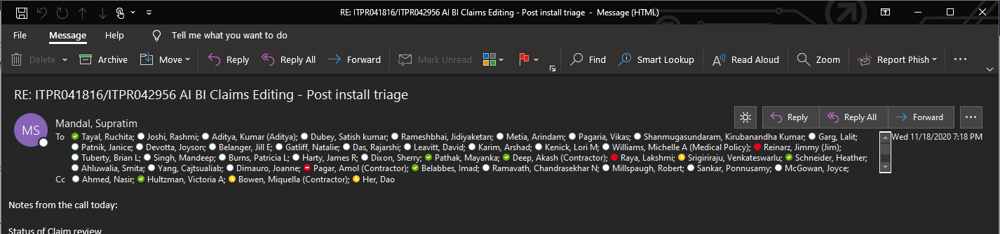 RE: ITPR041816/ITPR042956 AI BI Claims Editing - Post install triage - Message (HTML)
File Message Help Tell me what you want to do
Delete Archive Move Reply Reply All Forward Mark Unread Find Smart Lookup Read Aloud Zoom Report Phish
RE: ITPR041816/ITPR042956 AI BI Claims Editing - Post install triage
Reply Reply All Forward
MS Mandal, Supratim
To Tayal, Ruchita; Joshi, Rashmi; Aditya, Kumar (Aditya); Dubey, Satish kumar; Rameshbhai, Jidiyaketan; Metia, Arindam; Pagaria, Vikas; Shanmugasundaram, Kirubanandha Kumar; Garg, Lalit; Wed 11/18/2020 7:18 PM
Patnik, Janice; Devotta, Joyson; Belanger, Jill E; Gatliff, Natalie; Das, Rajarshi; Leavitt, David; Karim, Arshad; Kenick, Lori M; Williams, Michelle A (Medical Policy); Reinarz, Jimmy (Jim);
Tuberty, Brian L; Singh, Mandeep; Burns, Patricia L; Harty, James R; Dixon, Sherry; Pathak, Mayanka; Deep, Akash (Contractor); Raya, Lakshmi; Srigiriraju, Venkateswarlu; Schneider, Heather;
Ahluwalia, Smita; Yang, Cajtsualiab; Dimauro, Joanne; Pagar, Amol (Contractor); Belabbes, Imad; Ramavath, Chandrasekhar N; Millspaugh, Robert; Sankar, Ponnusamy; McGowan, Joyce;
Cc Ahmed, Nasir; Hultzman, Victoria A; Bowen, Miquella (Contractor); Her, Dao
Notes from the call today:
Status of Claim review